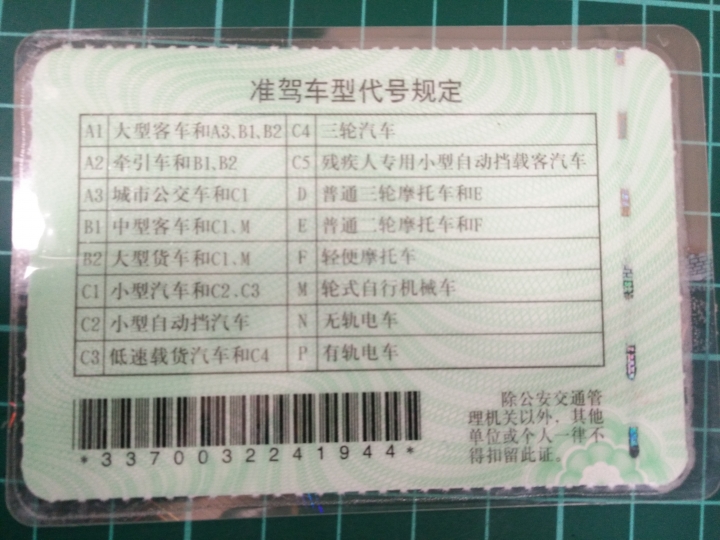 准驾车型代号规定
A1 大型客车和A3、B1、B2 C4 三轮汽车
A2 牵引车和B1、B2 C5 残疾人专用小型自动挡载客汽车
A3 城市公交车和C1 D 普通三轮摩托车和E
B1 中型客车和C1、M E 普通二轮摩托车和F
B2 大型货车和C1、M F 轻便摩托车
C1 小型汽车和C2、C3 M 轮式自行机械车
C2 小型自动挡汽车 N 无轨电车
C3 低速载货汽车和C4 P 有轨电车
除公安交通管
理机关以外，其他
单位或个人一律不
得扣留此证。
*3370032241944*